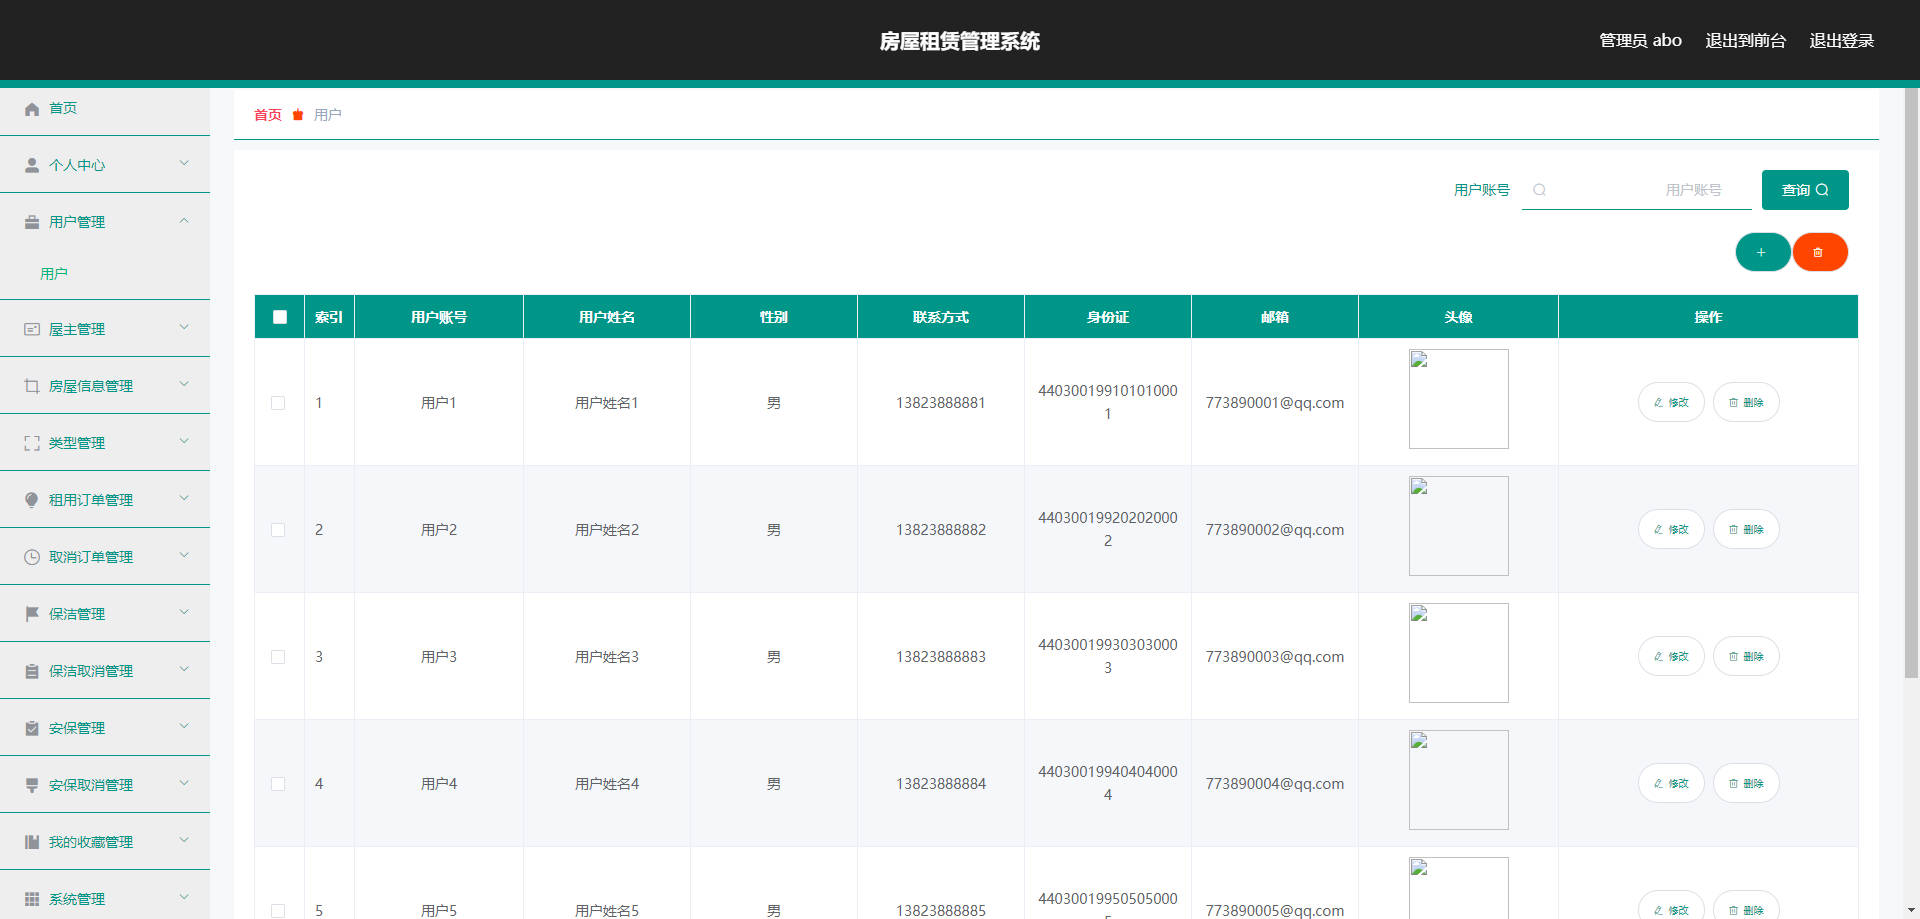 房屋租赁管理系统
管理员 abo 退出到前台 退出登录
首页
个人中心
用户管理
用户
屋主管理
房屋信息管理
类型管理
租用订单管理
取消订单管理
保洁管理
保洁取消管理
安保管理
安保取消管理
我的收藏管理
系统管理
首页 用户
用户账号 用户账号 查询
索引 用户账号 用户姓名 性别 联系方式 身份证 邮箱 头像 操作
1 用户1 用户姓名1 男 13823888881 44030019910101000
1
773890001@qq.com 修改 删除
2 用户2 用户姓名2 男 13823888882 44030019920202000
2
773890002@qq.com 修改 删除
3 用户3 用户姓名3 男 13823888883 44030019930303000
3
773890003@qq.com 修改 删除
4 用户4 用户姓名4 男 13823888884 44030019940404000
4
773890004@qq.com 修改 删除
5 用户5 用户姓名5 男 13823888885 44030019950505000
773890005@qq.com 修改 删除